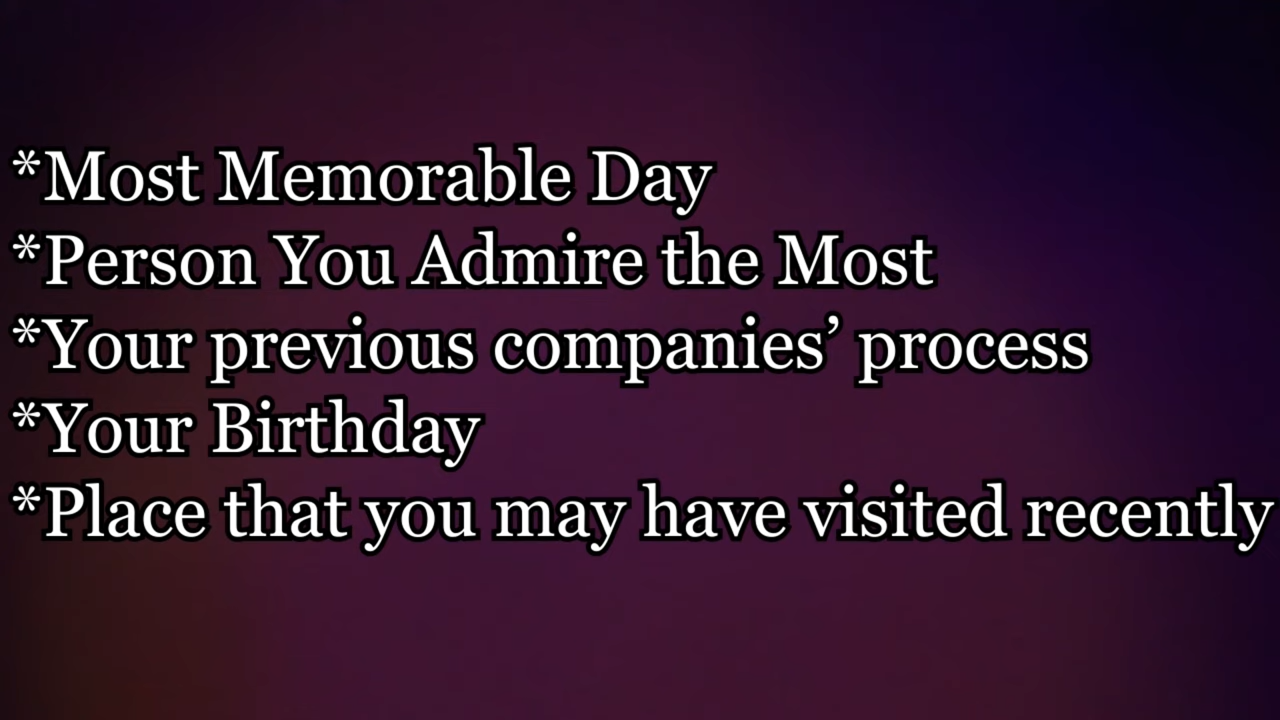 *Most Memorable Day
*Person You Admire the Most
*Your previous companies’ process
*Your Birthday
*Place that you may have visited recently